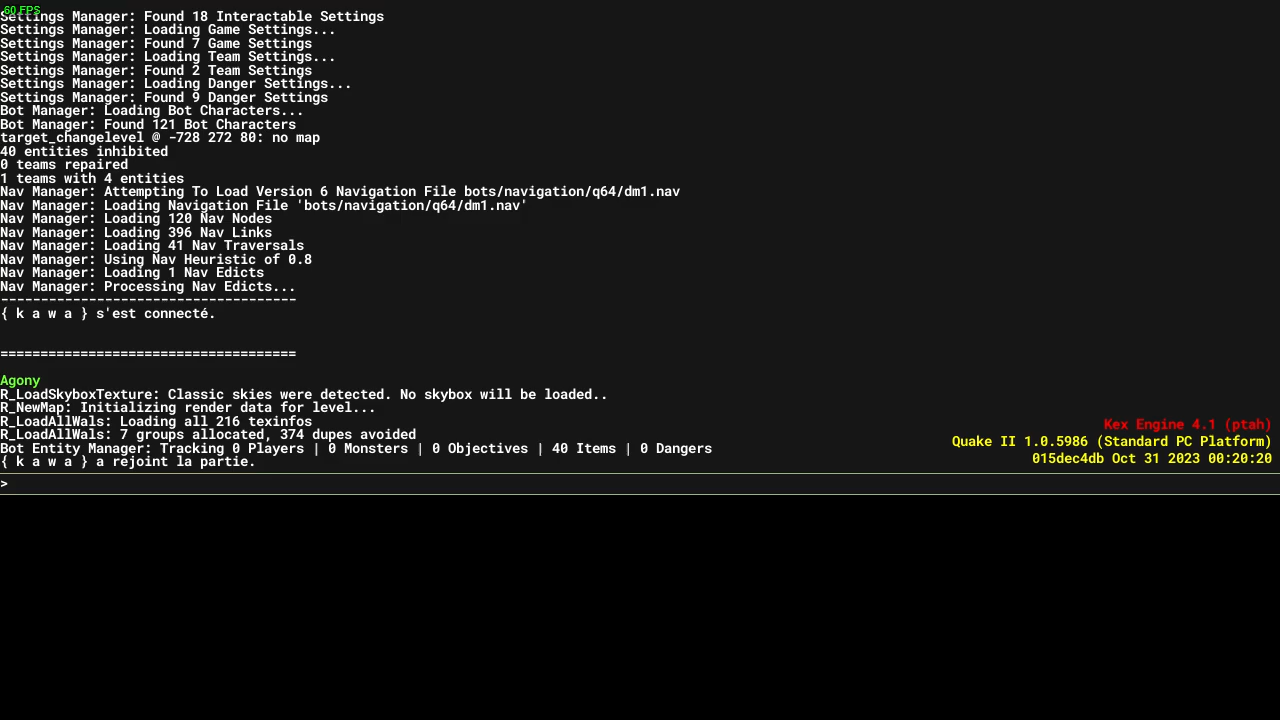 60 FPS
Settings Manager: Found 18 Interactable Settings
Settings Manager: Loading Game Settings...
Settings Manager: Found 7 Game Settings
Settings Manager: Loading Team Settings...
Settings Manager: Found 2 Team Settings
Settings Manager: Loading Danger Settings...
Settings Manager: Found 9 Danger Settings
Bot Manager: Loading Bot Characters...
Bot Manager: Found 121 Bot Characters
target_changelevel @ -728 272 80: no map
40 entities inhibited
0 teams repaired
1 teams with 4 entities
Nav Manager: Attempting To Load Version 6 Navigation File bots/navigation/q64/dm1.nav
Nav Manager: Loading Navigation File 'bots/navigation/q64/dm1.nav'
Nav Manager: Loading 120 Nav Nodes
Nav Manager: Loading 396 Nav Links
Nav Manager: Loading 41 Nav Traversals
Nav Manager: Using Nav Heuristic of 0.8
Nav Manager: Loading 1 Nav Edicts
Nav Manager: Processing Nav Edicts...
-------------------------------------
{ k a w a } s'est connecté.
=====================================
Agony
R_LoadSkyboxTexture: Classic skies were detected. No skybox will be loaded..
R_NewMap: Initializing render data for level...
R_LoadAllWals: Loading all 216 texinfos
R_LoadAllWals: 7 groups allocated, 374 dupes avoided
Bot Entity Manager: Tracking 0 Players | 0 Monsters | 0 Objectives | 40 Items | 0 Dangers
{ k a w a } a rejoint la partie.
Kex Engine 4.1 (ptah)
Quake II 1.0.5986 (Standard PC Platform)
015dec4db Oct 31 2023 00:20:20
>